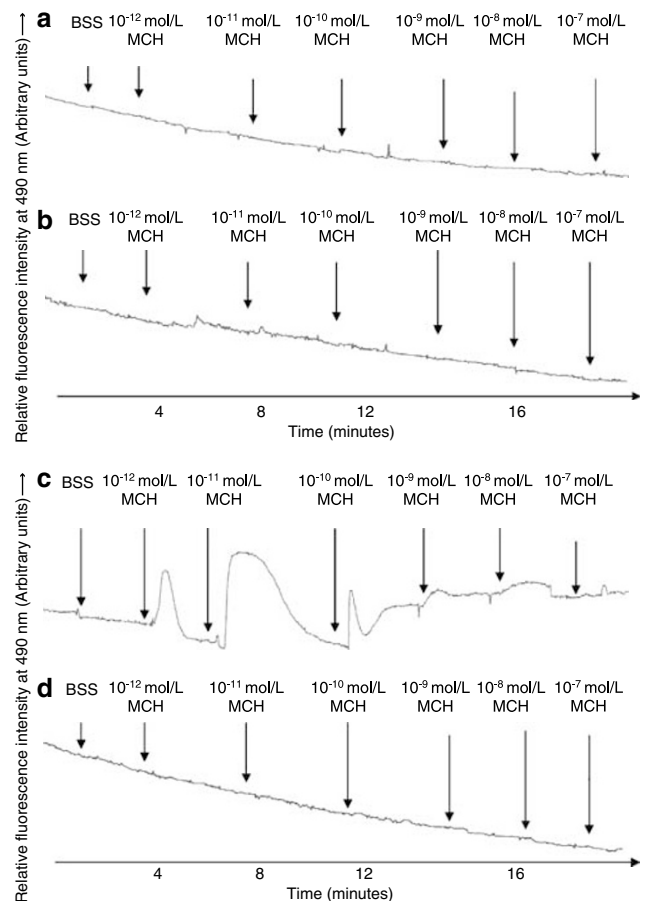 Relative fluorescence intensity at 490 nm (Arbitrary units) →
a
BSS 10⁻¹² mol/L 10⁻¹¹ mol/L 10⁻¹⁰ mol/L 10⁻⁹ mol/L 10⁻⁸ mol/L 10⁻⁷ mol/L
MCH MCH MCH MCH MCH MCH
b
BSS 10⁻¹² mol/L 10⁻¹¹ mol/L 10⁻¹⁰ mol/L 10⁻⁹ mol/L 10⁻⁸ mol/L 10⁻⁷ mol/L
MCH MCH MCH MCH MCH MCH
4 8 12 16
Time (minutes)
Relative fluorescence intensity at 490 nm (Arbitrary units) →
c
BSS 10⁻¹² mol/L 10⁻¹¹ mol/L 10⁻¹⁰ mol/L 10⁻⁹ mol/L 10⁻⁸ mol/L 10⁻⁷ mol/L
MCH MCH MCH MCH MCH MCH
d
BSS 10⁻¹² mol/L 10⁻¹¹ mol/L 10⁻¹⁰ mol/L 10⁻⁹ mol/L 10⁻⁸ mol/L 10⁻⁷ mol/L
MCH MCH MCH MCH MCH MCH
4 8 12 16
Time (minutes)